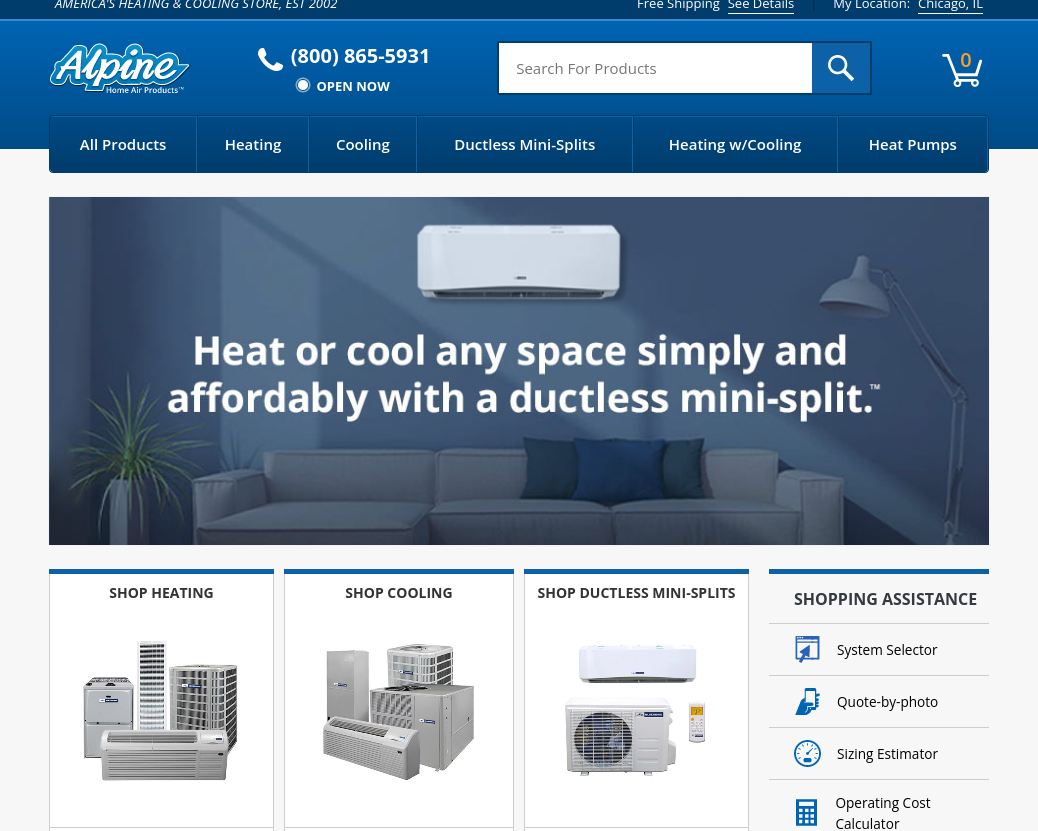 AMERICA'S HEATING & COOLING STORE, EST 2002
Free Shipping See Details
My Location: Chicago, IL
Alpine
Home Air Products™
(800) 865-5931
OPEN NOW
Search For Products
0
All Products
Heating
Cooling
Ductless Mini-Splits
Heating w/Cooling
Heat Pumps
Heat or cool any space simply and
affordably with a ductless mini-split.™
SHOP HEATING
SHOP COOLING
SHOP DUCTLESS MINI-SPLITS
SHOPPING ASSISTANCE
System Selector
Quote-by-photo
Sizing Estimator
Operating Cost
Calculator